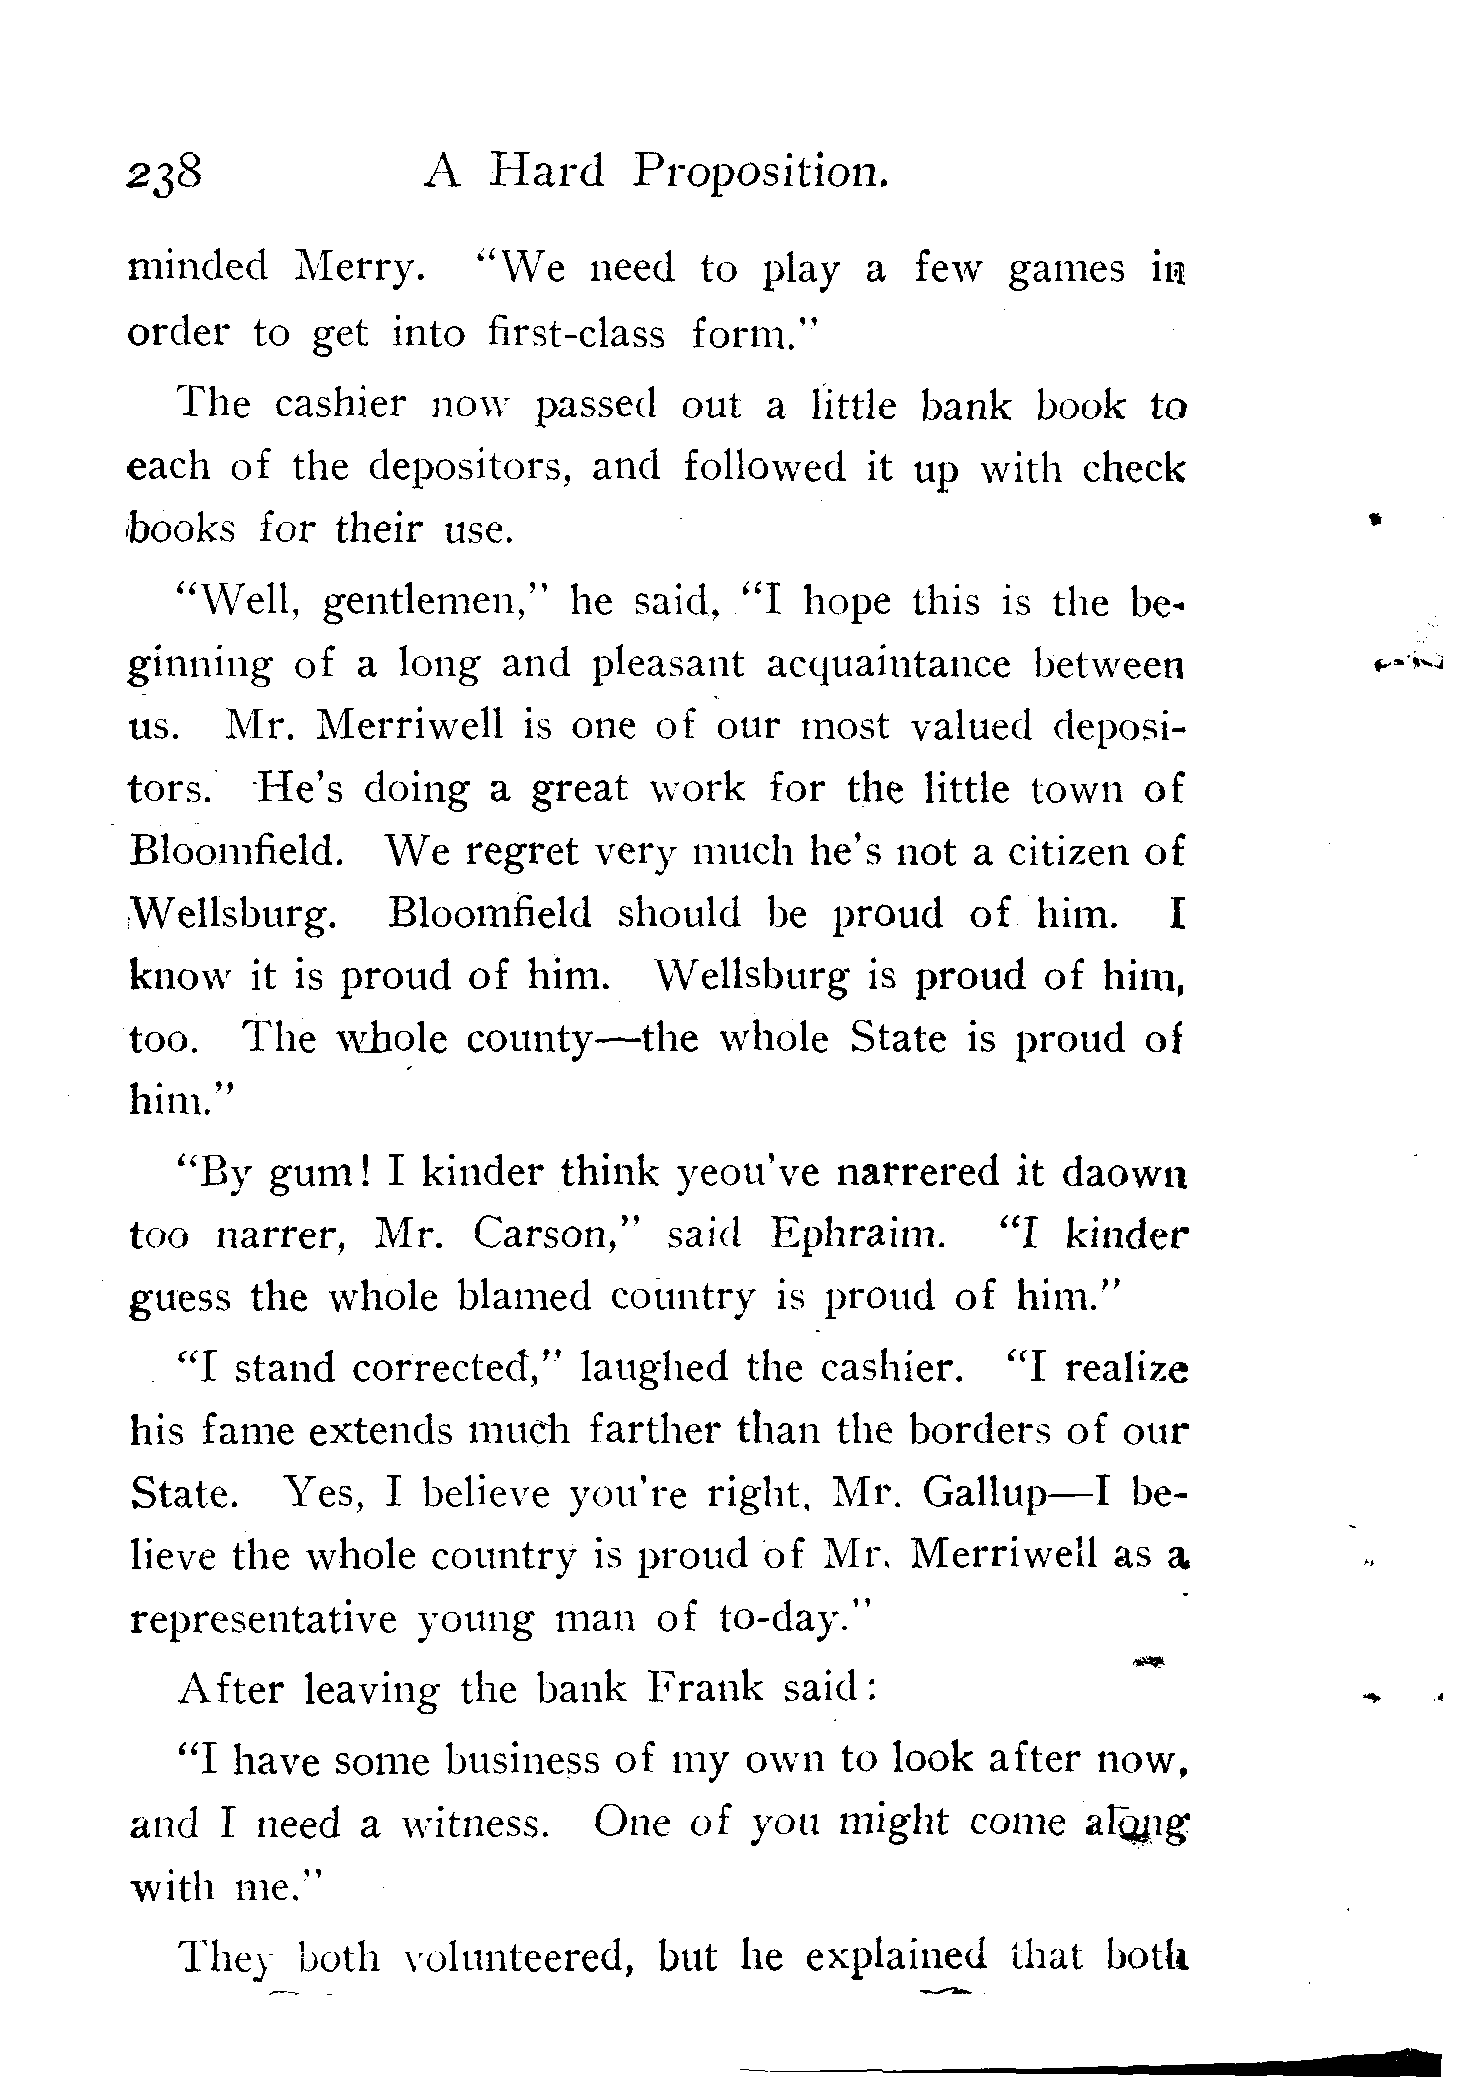 238 A Hard Proposition.
minded Merry. "We need to play a few games in
order to get into first-class form."
The cashier now passed out a little bank book to
each of the depositors, and followed it up with check
books for their use.
"Well, gentlemen," he said, "I hope this is the be-
ginning of a long and pleasant acquaintance between
us. Mr. Merriwell is one of our most valued deposi-
tors. He's doing a great work for the little town of
Bloomfield. We regret very much he's not a citizen of
Wellsburg. Bloomfield should be proud of him. I
know it is proud of him. Wellsburg is proud of him,
too. The whole county—the whole State is proud of
him."
"By gum! I kinder think yeou've narrered it daown
too narrer, Mr. Carson," said Ephraim. "I kinder
guess the whole blamed country is proud of him."
"I stand corrected," laughed the cashier. "I realize
his fame extends much farther than the borders of our
State. Yes, I believe you're right, Mr. Gallup—I be-
lieve the whole country is proud of Mr. Merriwell as a
representative young man of to-day."
After leaving the bank Frank said:
"I have some business of my own to look after now,
and I need a witness. One of you might come along
with me."
They both volunteered, but he explained that both